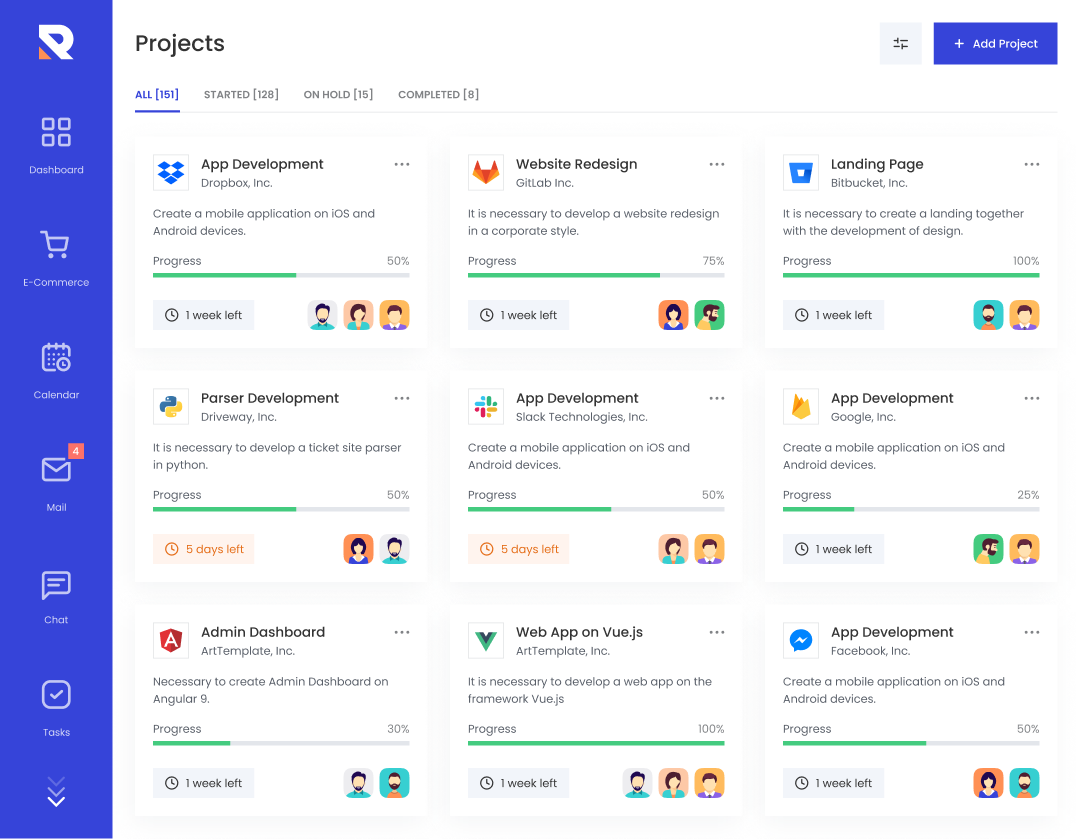 Projects
+ Add Project
ALL [151]
STARTED [128]
ON HOLD [15]
COMPLETED [8]
Dashboard
E-Commerce
Calendar
4
Mail
Chat
Tasks
App Development
Dropbox, Inc.
Create a mobile application on iOS and
Android devices.
Progress 50%
1 week left
Website Redesign
GitLab Inc.
It is necessary to develop a website redesign
in a corporate style.
Progress 75%
1 week left
Landing Page
Bitbucket, Inc.
It is necessary to create a landing together
with the development of design.
Progress 100%
1 week left
Parser Development
Driveway, Inc.
It is necessary to develop a ticket site parser
in python.
Progress 50%
5 days left
App Development
Slack Technologies, Inc.
Create a mobile application on iOS and
Android devices.
Progress 50%
5 days left
App Development
Google, Inc.
Create a mobile application on iOS and
Android devices.
Progress 25%
1 week left
Admin Dashboard
ArtTemplate, Inc.
Necessary to create Admin Dashboard on
Angular 9.
Progress 30%
1 week left
Web App on Vue.js
ArtTemplate, Inc.
It is necessary to develop a web app on the
framework Vue.js
Progress 100%
1 week left
App Development
Facebook, Inc.
Create a mobile application on iOS and
Android devices.
Progress 50%
1 week left